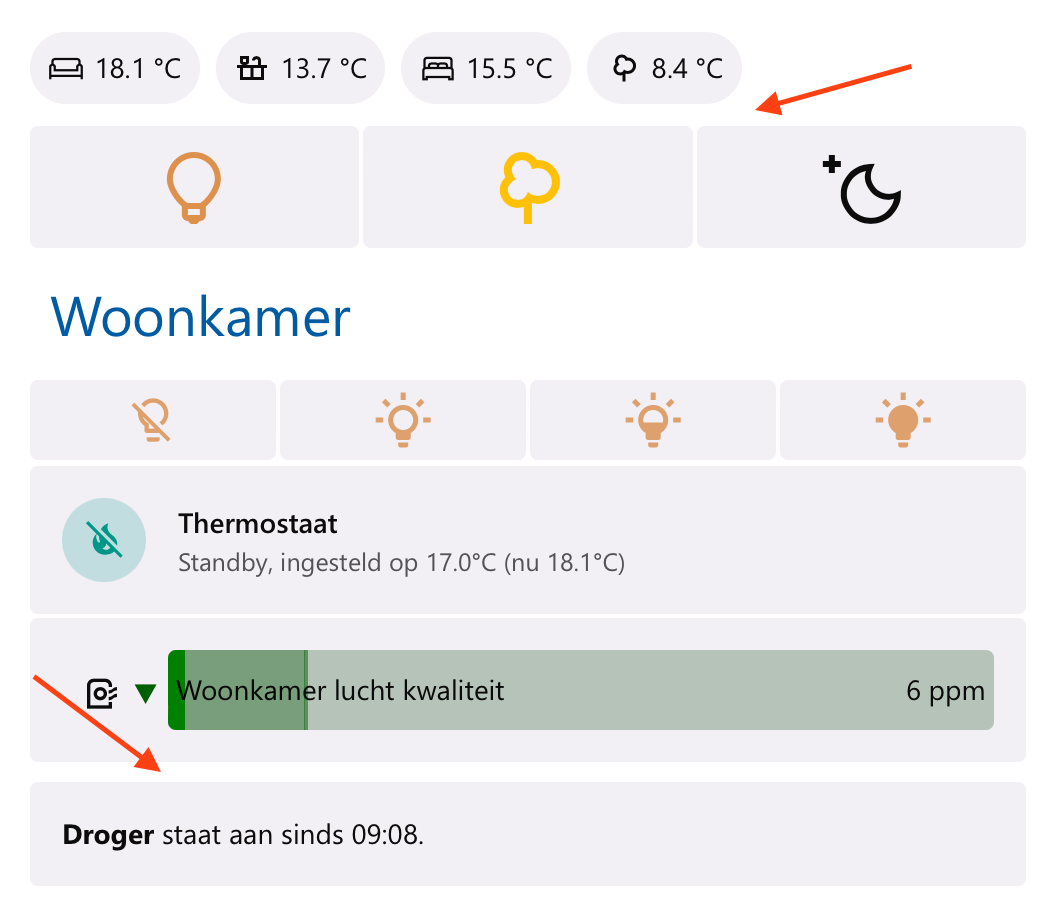 18.1 °C 13.7 °C 15.5 °C 8.4 °C
Woonkamer
Thermostaat
Standby, ingesteld op 17.0°C (nu 18.1°C)
Woonkamer lucht kwaliteit 6 ppm
Droger staat aan sinds 09:08.